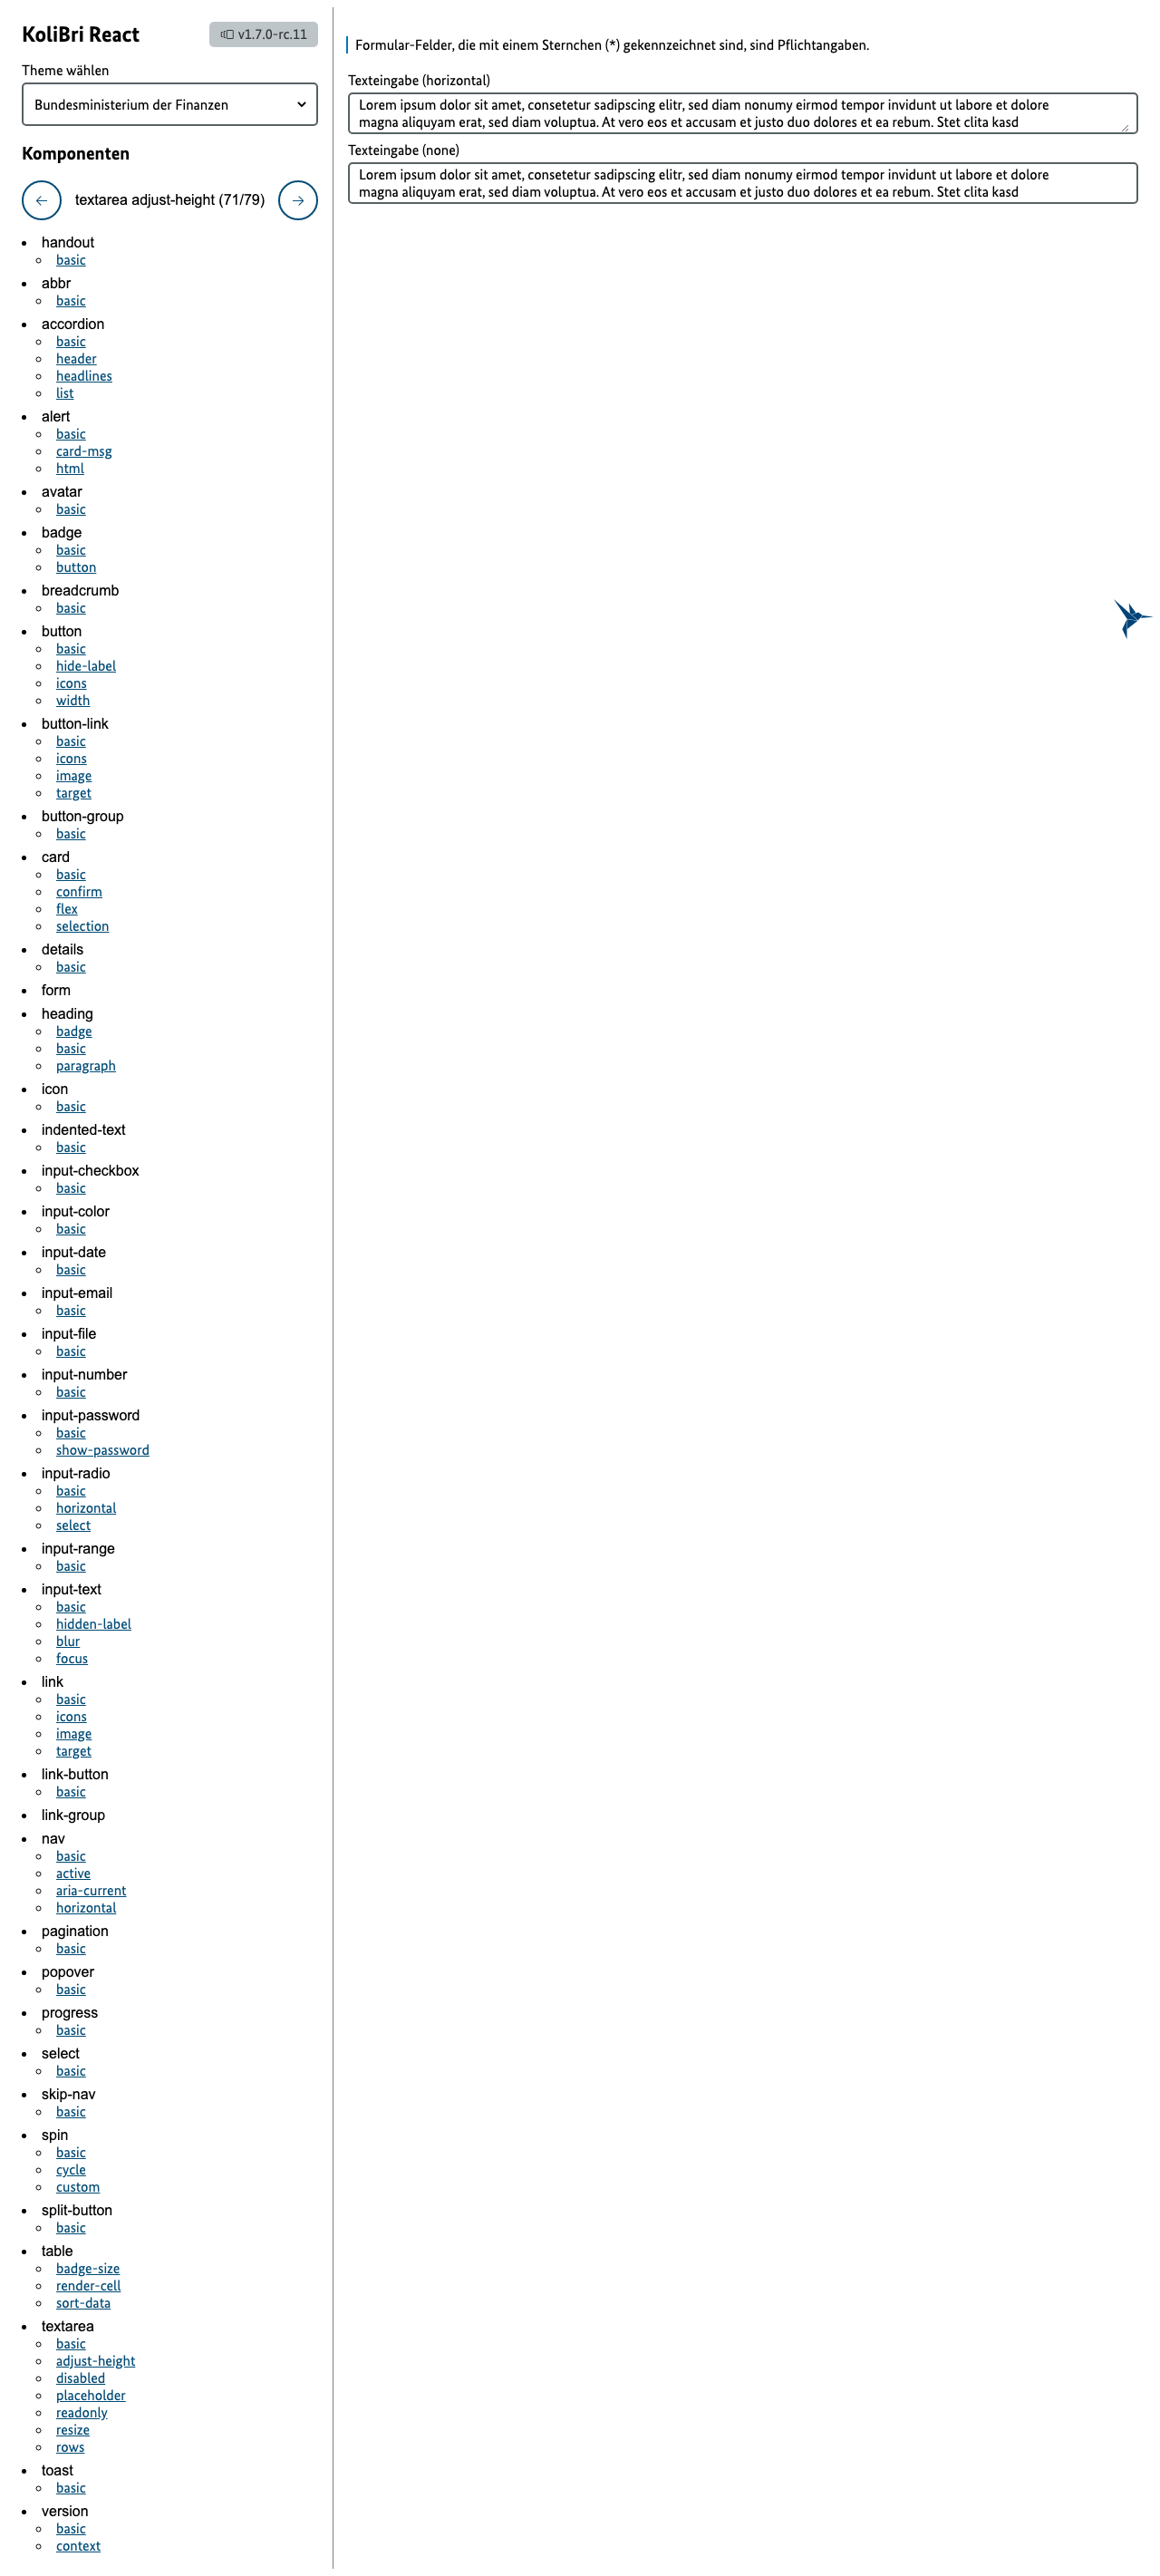 KoliBri React
v1.7.0-rc.11
Theme wählen
Bundesministerium der Finanzen
Komponenten
← textarea adjust-height (71/79) →
handout
basic
abbr
basic
accordion
basic
header
headlines
list
alert
basic
card-msg
html
avatar
basic
badge
basic
button
breadcrumb
basic
button
basic
hide-label
icons
width
button-link
basic
icons
image
target
button-group
basic
card
basic
confirm
flex
selection
details
basic
form
heading
badge
basic
paragraph
icon
basic
indented-text
basic
input-checkbox
basic
input-color
basic
input-date
basic
input-email
basic
input-file
basic
input-number
basic
input-password
basic
show-password
input-radio
basic
horizontal
select
input-range
basic
input-text
basic
hidden-label
blur
focus
link
basic
icons
image
target
link-button
basic
link-group
nav
basic
active
aria-current
horizontal
pagination
basic
popover
basic
progress
basic
select
basic
skip-nav
basic
spin
basic
cycle
custom
split-button
basic
table
badge-size
render-cell
sort-data
textarea
basic
adjust-height
disabled
placeholder
readonly
resize
rows
toast
basic
version
basic
context
Formular-Felder, die mit einem Sternchen (*) gekennzeichnet sind, sind Pflichtangaben.
Texteingabe (horizontal)
Lorem ipsum dolor sit amet, consetetur sadipscing elitr, sed diam nonumy eirmod tempor invidunt ut labore et dolore
magna aliquyam erat, sed diam voluptua. At vero eos et accusam et justo duo dolores et ea rebum. Stet clita kasd
Texteingabe (none)
Lorem ipsum dolor sit amet, consetetur sadipscing elitr, sed diam nonumy eirmod tempor invidunt ut labore et dolore
magna aliquyam erat, sed diam voluptua. At vero eos et accusam et justo duo dolores et ea rebum. Stet clita kasd